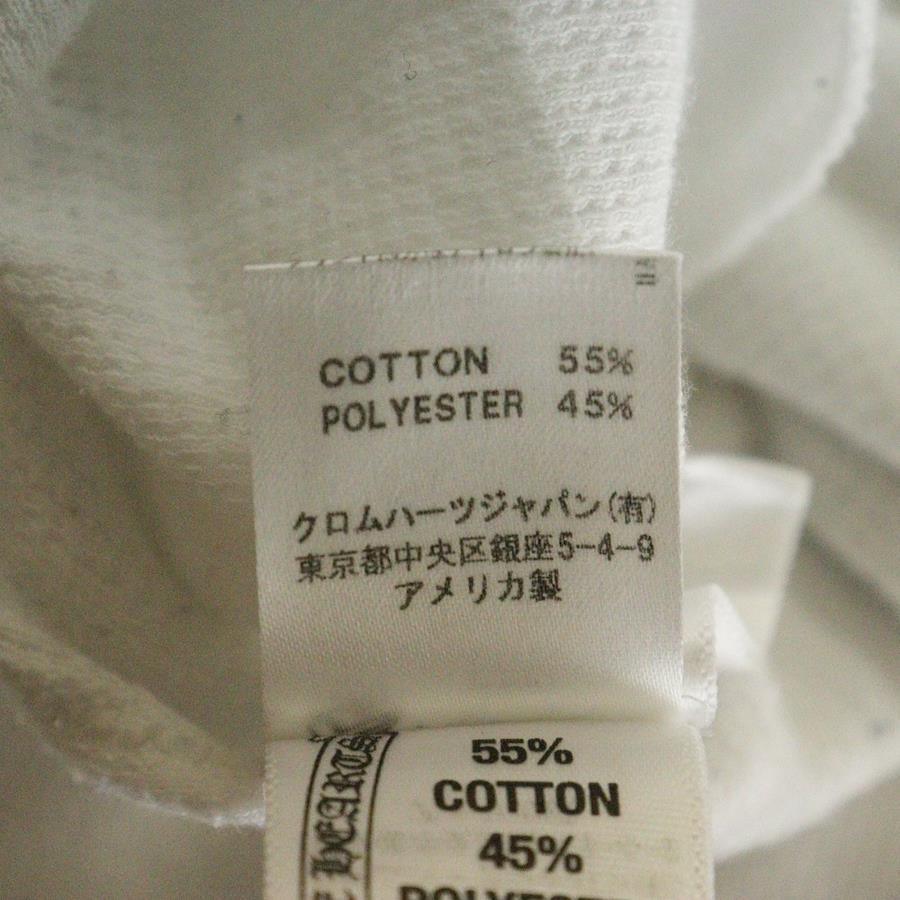 COTTON 55%
POLYESTER 45%
クロムハーツジャパン(有)
東京都中央区銀座5-4-9
アメリカ製
HEARTS
55%
COTTON
45%